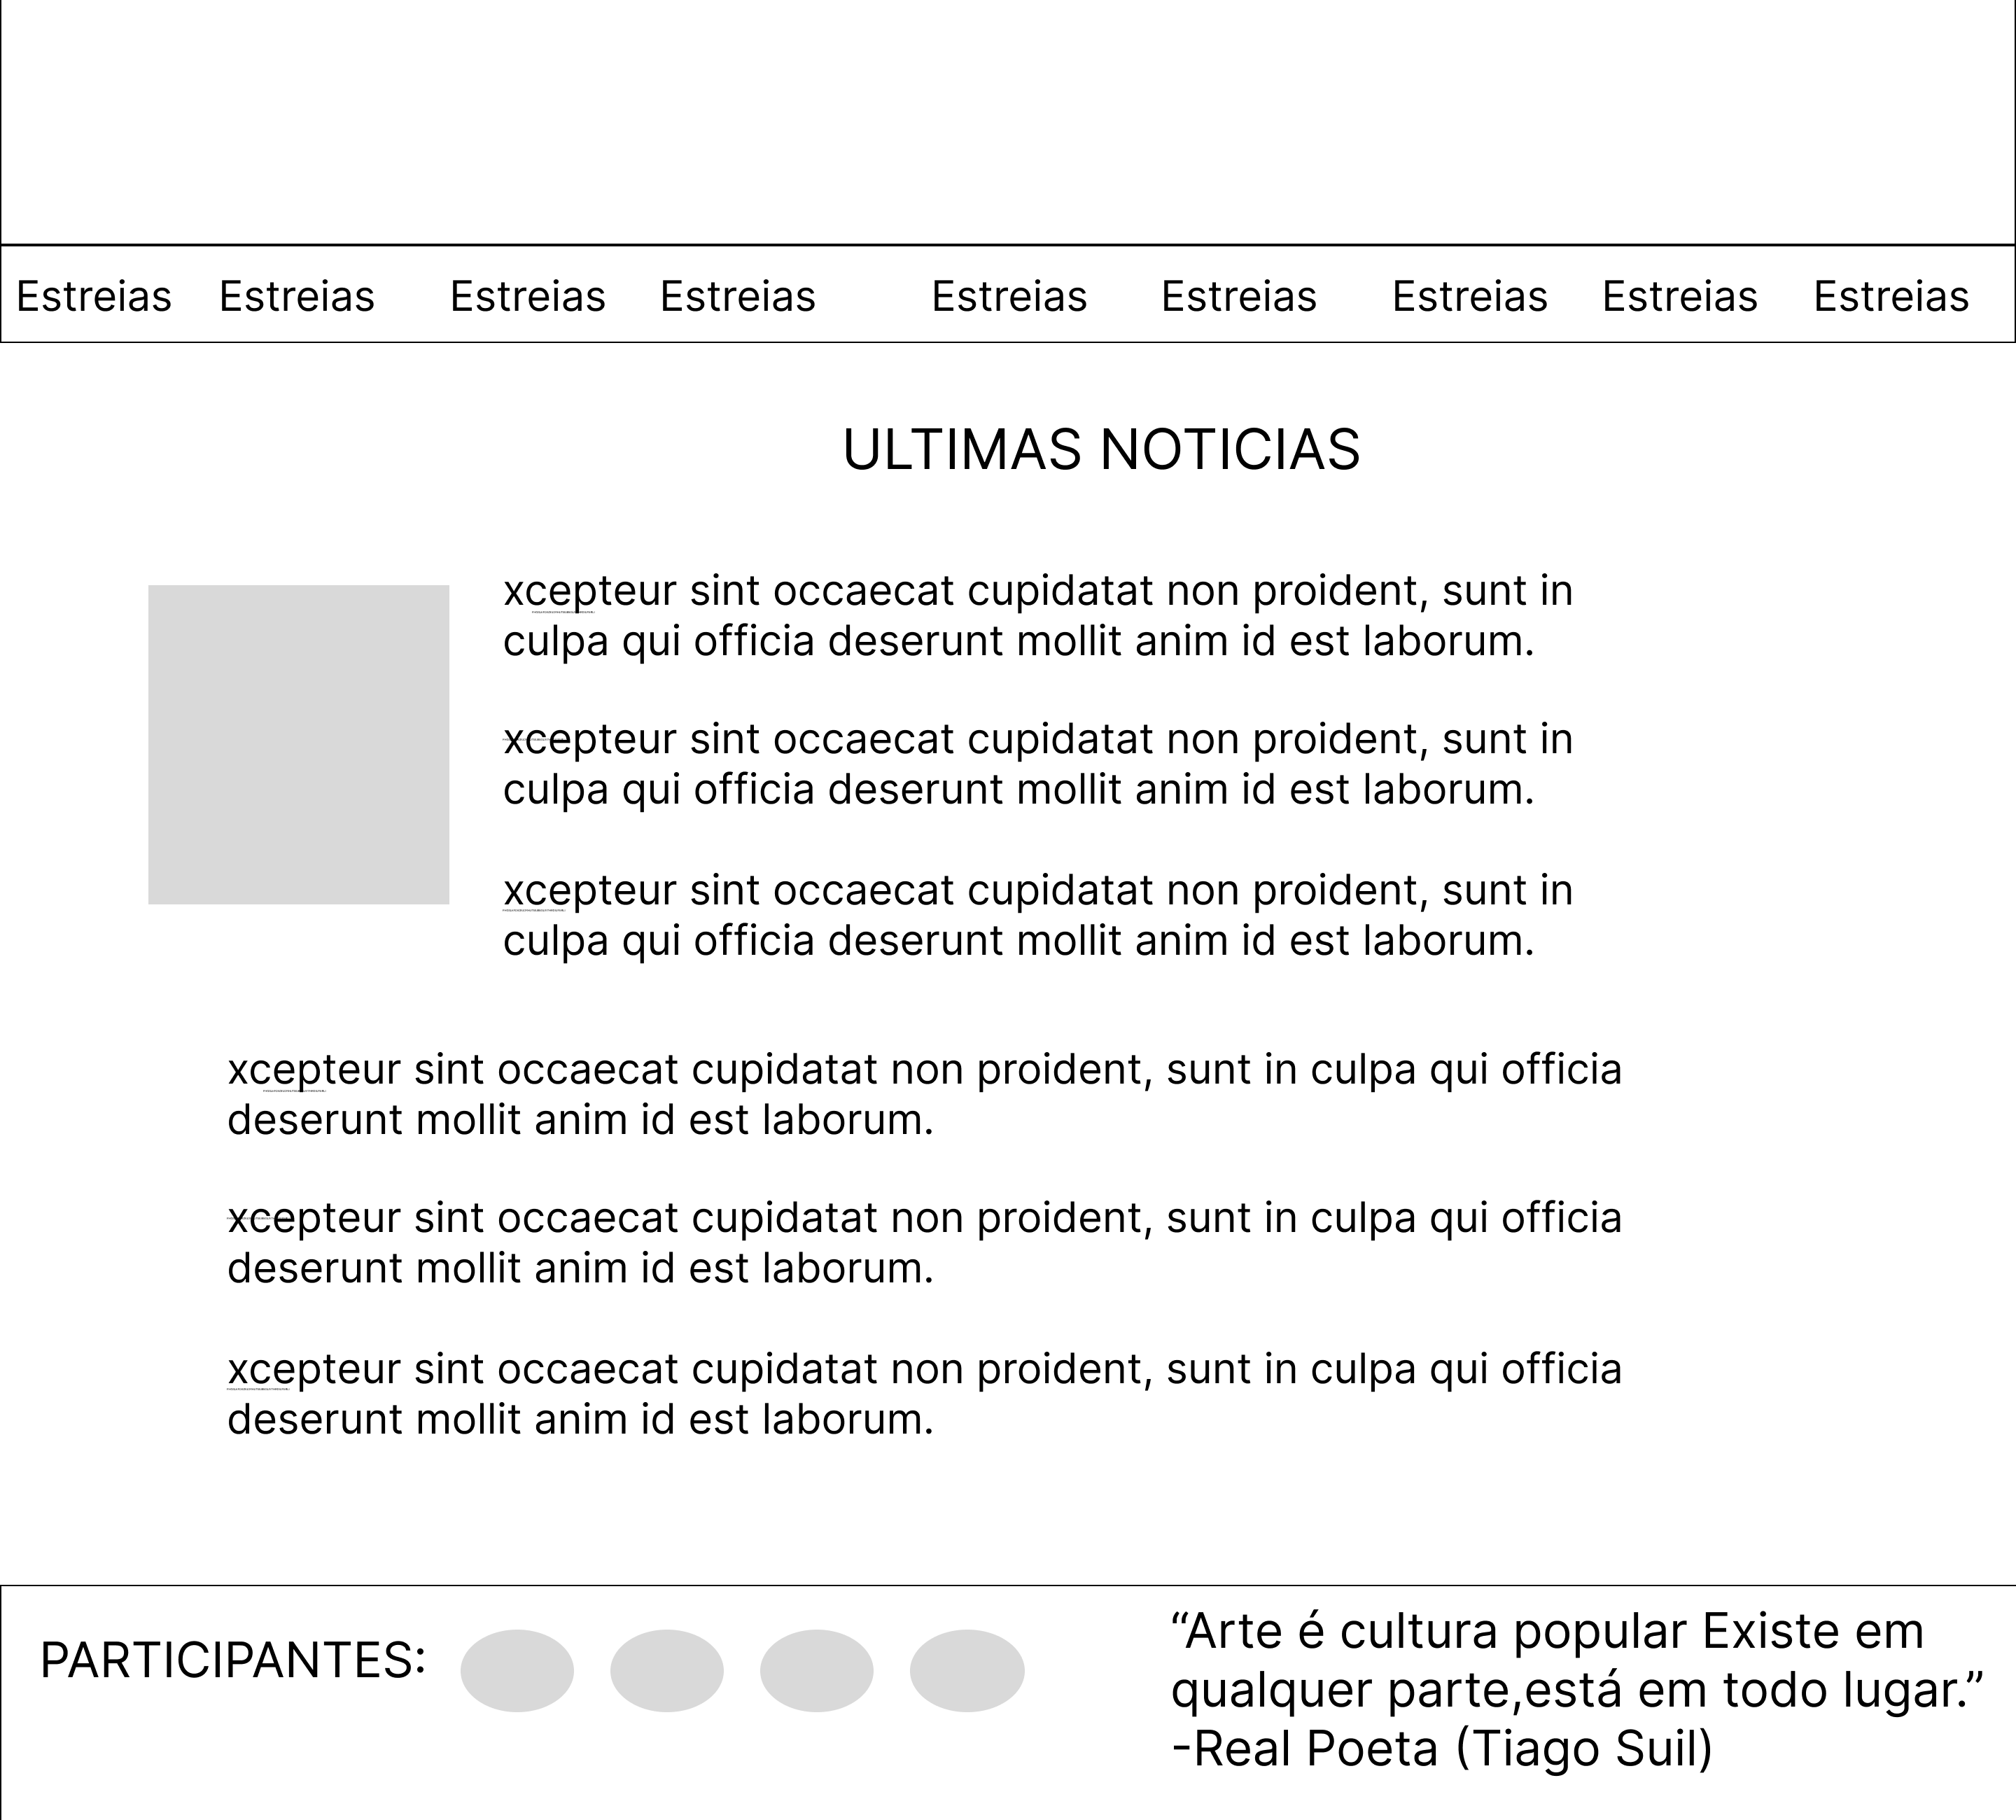 Estreias Estreias Estreias Estreias Estreias Estreias Estreias Estreias Estreias
ULTIMAS NOTICIAS
xcepteur sint occaecat cupidatat non proident, sunt in
culpa qui officia deserunt mollit anim id est laborum.
xcepteur sint occaecat cupidatat non proident, sunt in
culpa qui officia deserunt mollit anim id est laborum.
xcepteur sint occaecat cupidatat non proident, sunt in
culpa qui officia deserunt mollit anim id est laborum.
xcepteur sint occaecat cupidatat non proident, sunt in culpa qui officia
deserunt mollit anim id est laborum.
xcepteur sint occaecat cupidatat non proident, sunt in culpa qui officia
deserunt mollit anim id est laborum.
xcepteur sint occaecat cupidatat non proident, sunt in culpa qui officia
deserunt mollit anim id est laborum.
PARTICIPANTES:
“Arte é cultura popular Existe em
qualquer parte,está em todo lugar.”
-Real Poeta (Tiago Suil)